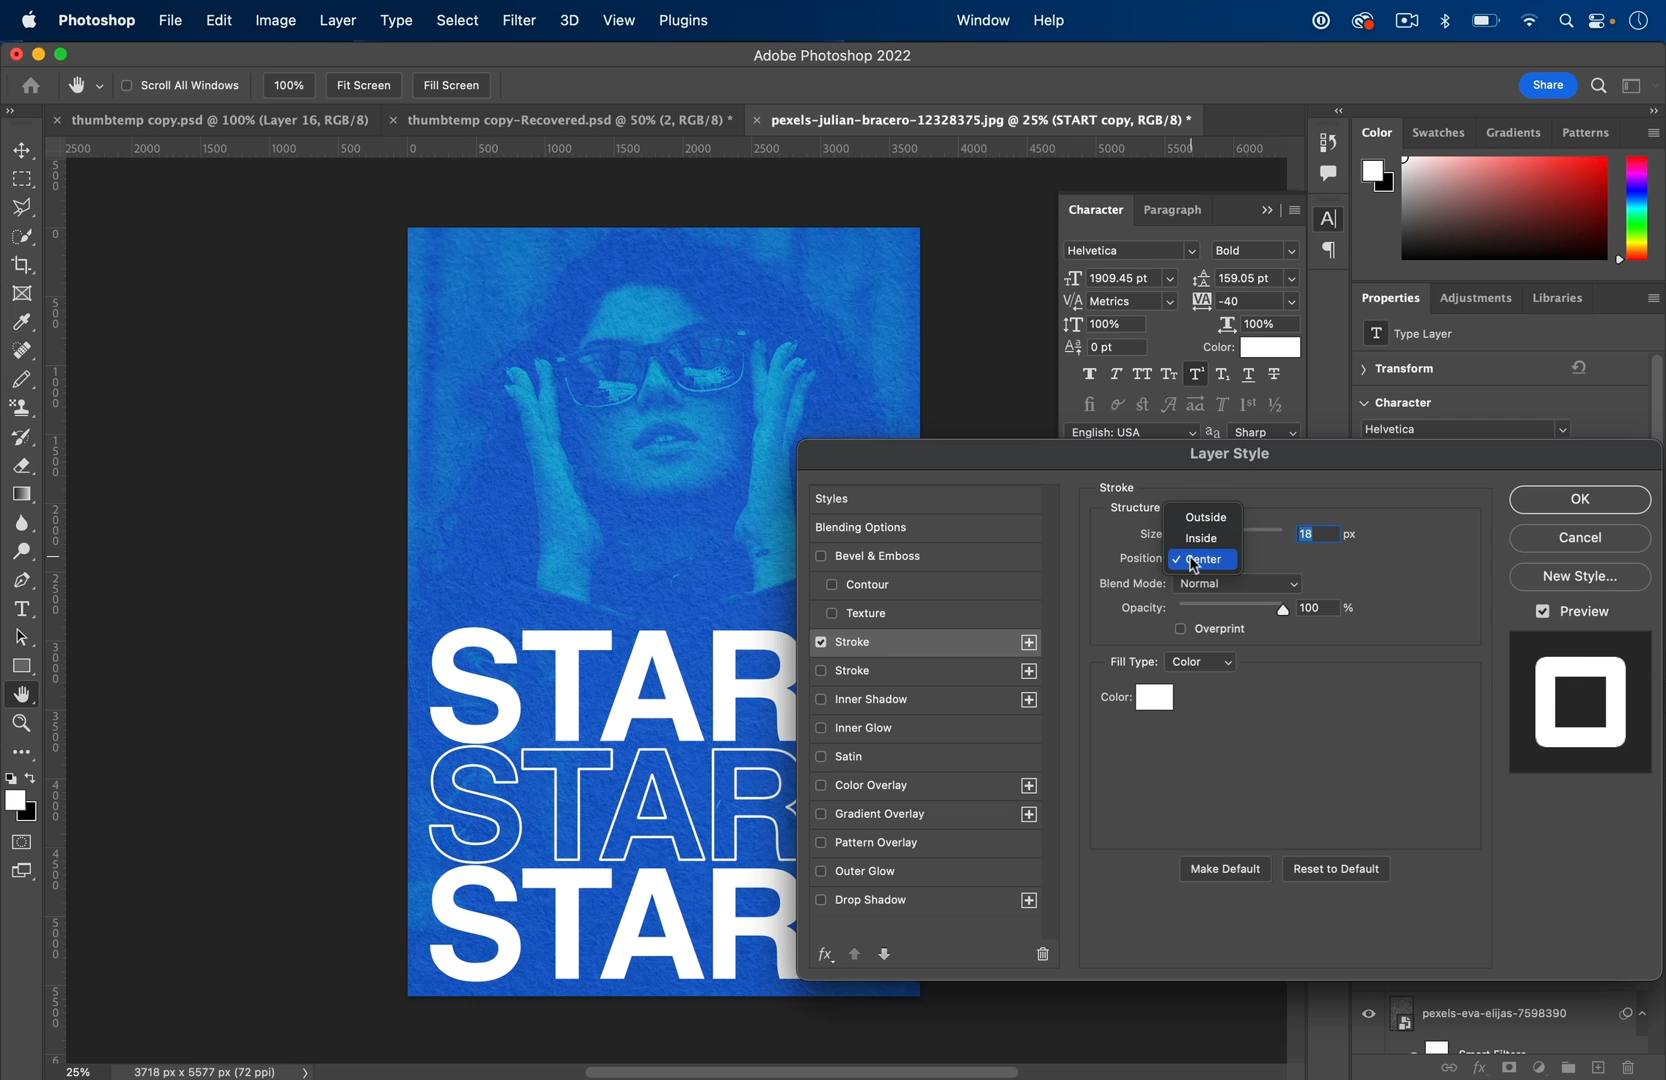 Photoshop File Edit Image Layer Type Select Filter 3D View Plugins Window Help
Adobe Photoshop 2022
Scroll All Windows 100% Fit Screen Fill Screen Share
thumbtemp copy.psd @ 100% (Layer 16, RGB/8) thumbtemp copy-Recovered.psd @ 50% (2, RGB/8) * pexels-julian-bracero-12328375.jpg @ 25% (START copy, RGB/8) *
2500 2000 1500 1000 500 0 500 1000 1500 2000 2500 3000 3500 4000 4500 5000 5500 6000
Color Swatches Gradients Patterns
Character Paragraph
Helvetica Bold
1909.45 pt 159.05 pt
Metrics -40
100% 100%
0 pt Color:
English: USA Sharp
Properties Adjustments Libraries
Type Layer
Transform
Character
Helvetica
Layer Style
Styles
Blending Options
Bevel & Emboss
Contour
Texture
Stroke
Stroke
Inner Shadow
Inner Glow
Satin
Color Overlay
Gradient Overlay
Pattern Overlay
Outer Glow
Drop Shadow
fx
Stroke
Structure
Size 18 px
Outside
Inside
Position Center
Blend Mode: Normal
Opacity: 100 %
Overprint
Fill Type: Color
Color:
Make Default Reset to Default
OK
Cancel
New Style...
Preview
STAR
STAR
STAR
pexels-eva-elijas-7598390
25% 3718 px x 5577 px (72 ppi)